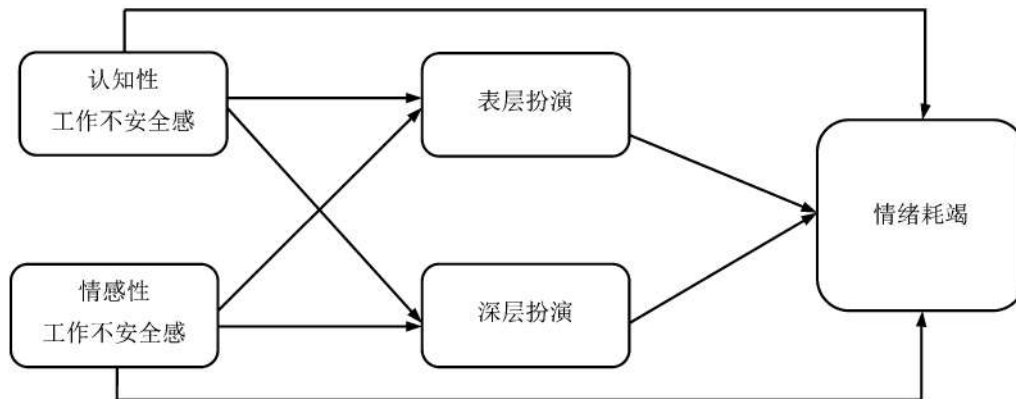 认知性
工作不安全感
表层扮演
情绪耗竭
情感性
工作不安全感
深层扮演